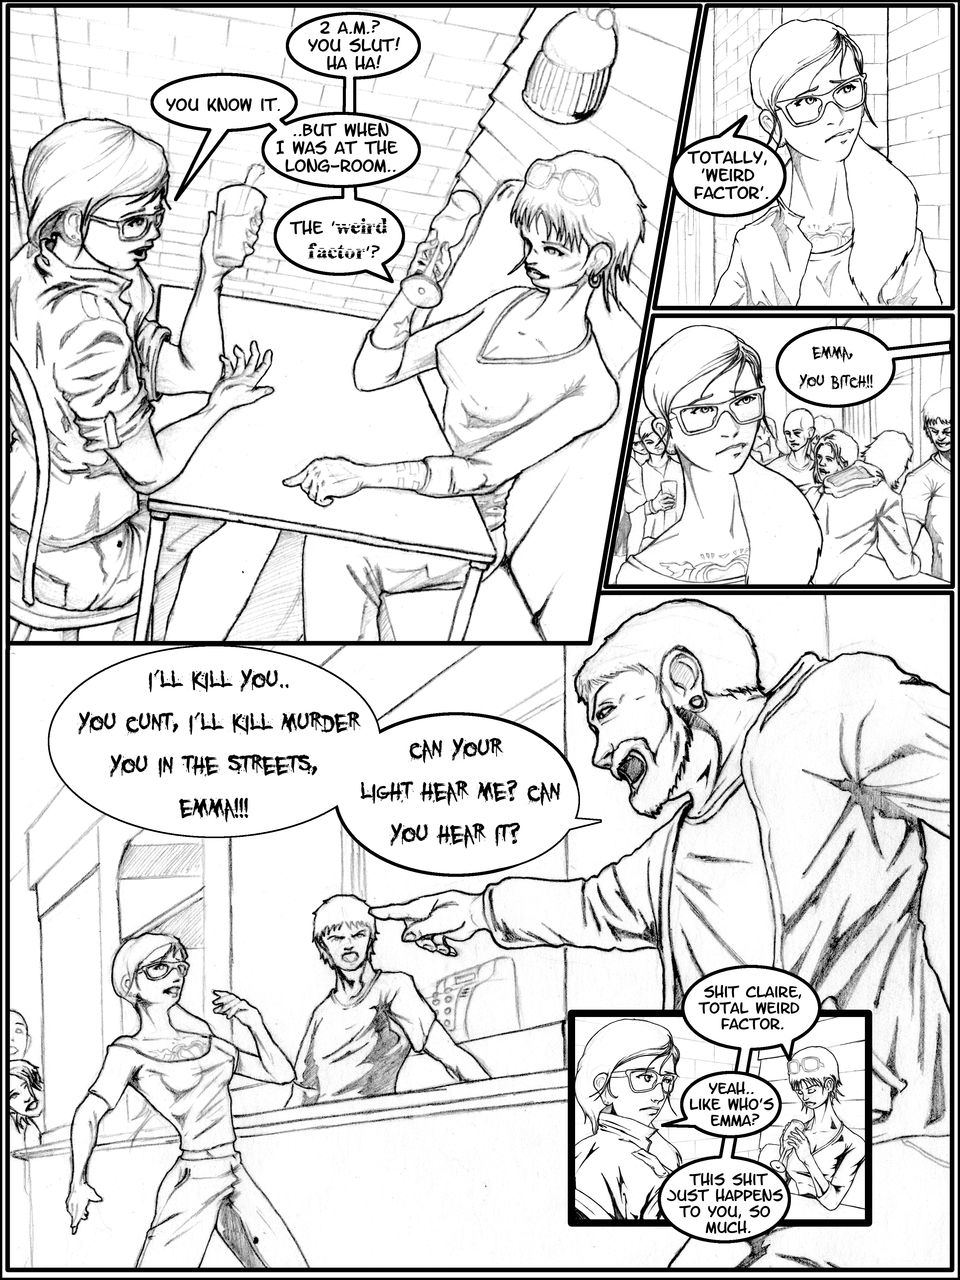 2 A.M.?
YOU SLUT!
HA HA!
YOU KNOW IT.
..BUT WHEN
I WAS AT THE
LONG-ROOM..
THE 'weird
factor'?
TOTALLY,
'WEIRD
FACTOR'.
EMMA,
YOU BITCH!!
I'LL KILL YOU..
YOU CUNT, I'LL KILL MURDER
YOU IN THE STREETS,
EMMA!!!
CAN YOUR
LIGHT HEAR ME? CAN
YOU HEAR IT?
SHIT CLAIRE,
TOTAL WEIRD
FACTOR.
YEAH..
LIKE WHO'S
EMMA?
THIS SHIT
JUST HAPPENS
TO YOU, SO
MUCH.